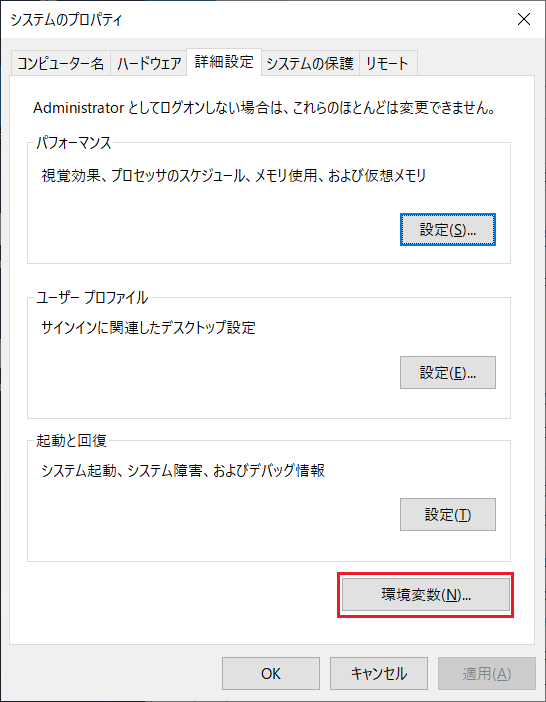 システムのプロパティ
コンピューター名 ハードウェア 詳細設定 システムの保護 リモート
Administrator としてログオンしない場合は、これらのほとんどは変更できません。
パフォーマンス
視覚効果、プロセッサのスケジュール、メモリ使用、および仮想メモリ
設定(S)...
ユーザー プロファイル
サインインに関連したデスクトップ設定
設定(E)...
起動と回復
システム起動、システム障害、およびデバッグ情報
設定(T)
環境変数(N)...
OK キャンセル 適用(A)